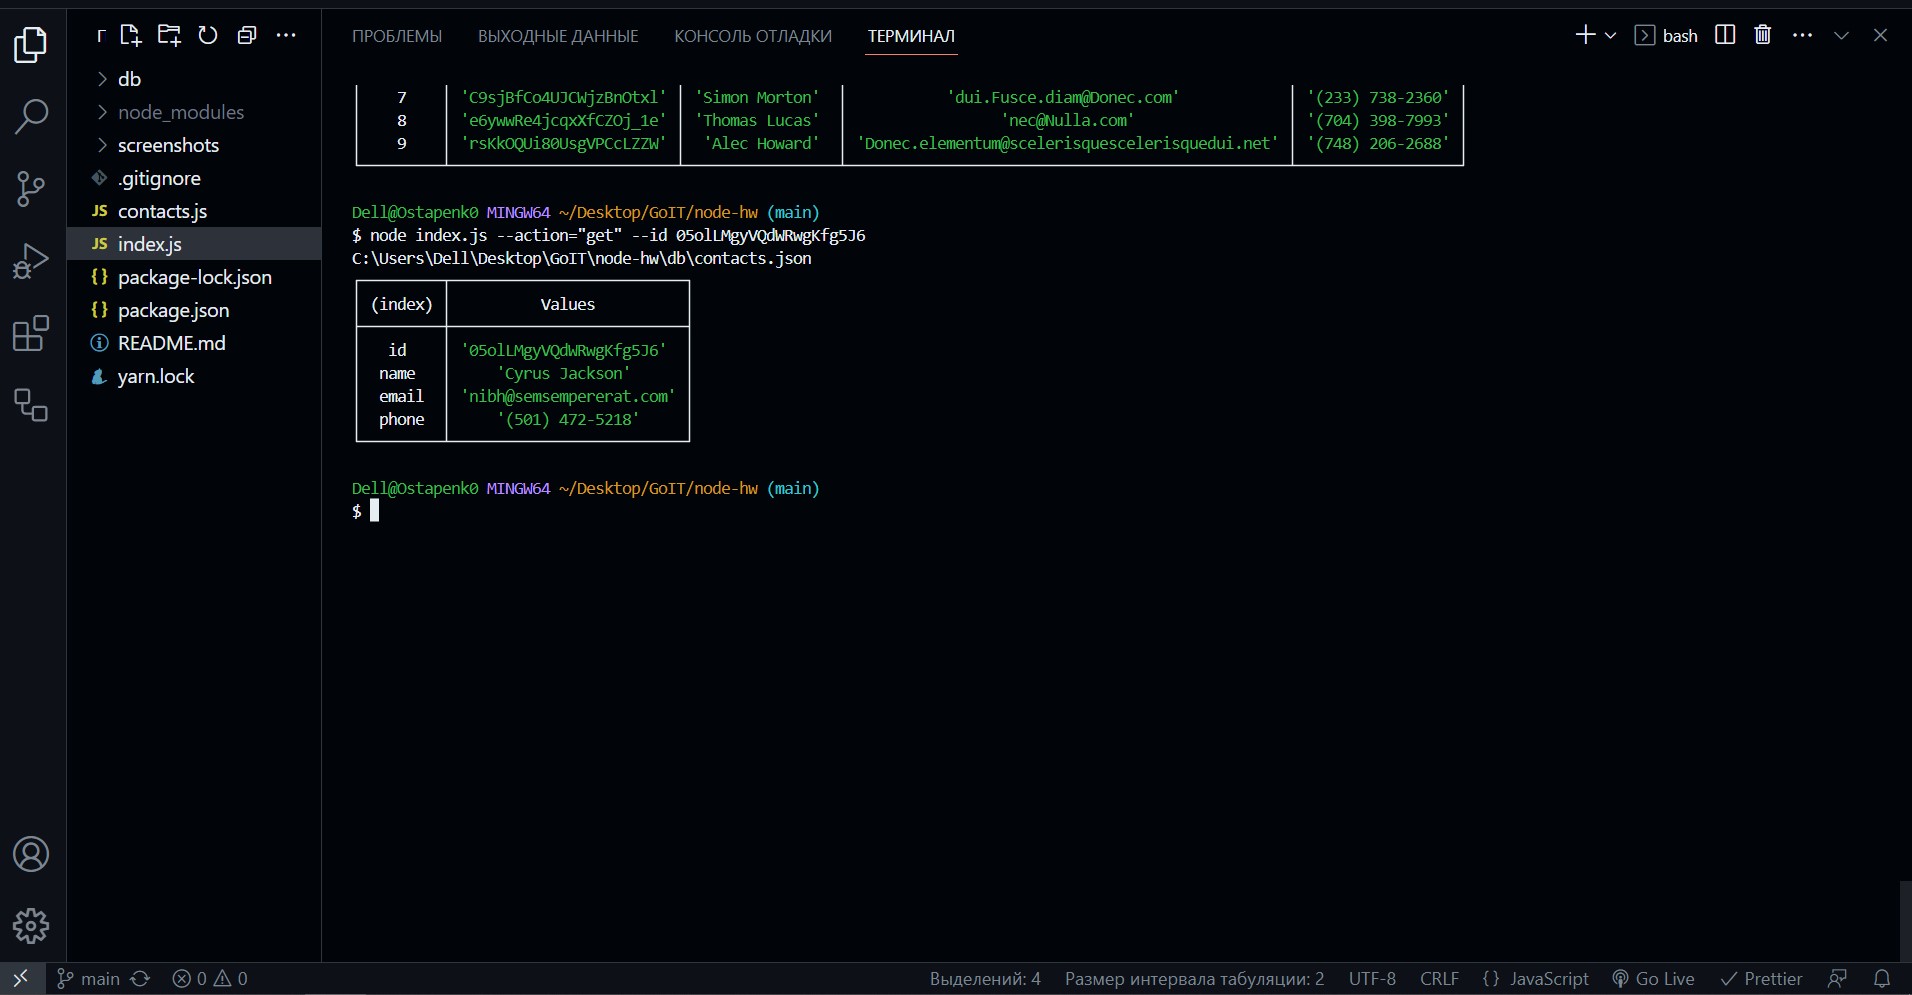 Г
ПРОБЛЕМЫ ВЫХОДНЫЕ ДАННЫЕ КОНСОЛЬ ОТЛАДКИ ТЕРМИНАЛ
bash
db
node_modules
screenshots
.gitignore
JS contacts.js
JS index.js
{} package-lock.json
{} package.json
README.md
yarn.lock
7 'C9sjBfCo4UJCWjzBnOtxl' 'Simon Morton' 'dui.Fusce.diam@Donec.com' '(233) 738-2360'
8 'e6ywwRe4jcqxXfCZOj_1e' 'Thomas Lucas' 'nec@Nulla.com' '(704) 398-7993'
9 'rsKkOQUi80UsgVPCcLZZW' 'Alec Howard' 'Donec.elementum@scelerisquescelerisquedui.net' '(748) 206-2688'
Dell@Ostapenk0 MINGW64 ~/Desktop/GoIT/node-hw (main)
$ node index.js --action="get" --id 05olLMgyVQdWRwgKfg5J6
C:\Users\Dell\Desktop\GoIT\node-hw\db\contacts.json
(index) Values
id '05olLMgyVQdWRwgKfg5J6'
name 'Cyrus Jackson'
email 'nibh@semsempererat.com'
phone '(501) 472-5218'
Dell@Ostapenk0 MINGW64 ~/Desktop/GoIT/node-hw (main)
$
main 0 0 Выделений: 4 Размер интервала табуляции: 2 UTF-8 CRLF {} JavaScript Go Live Prettier